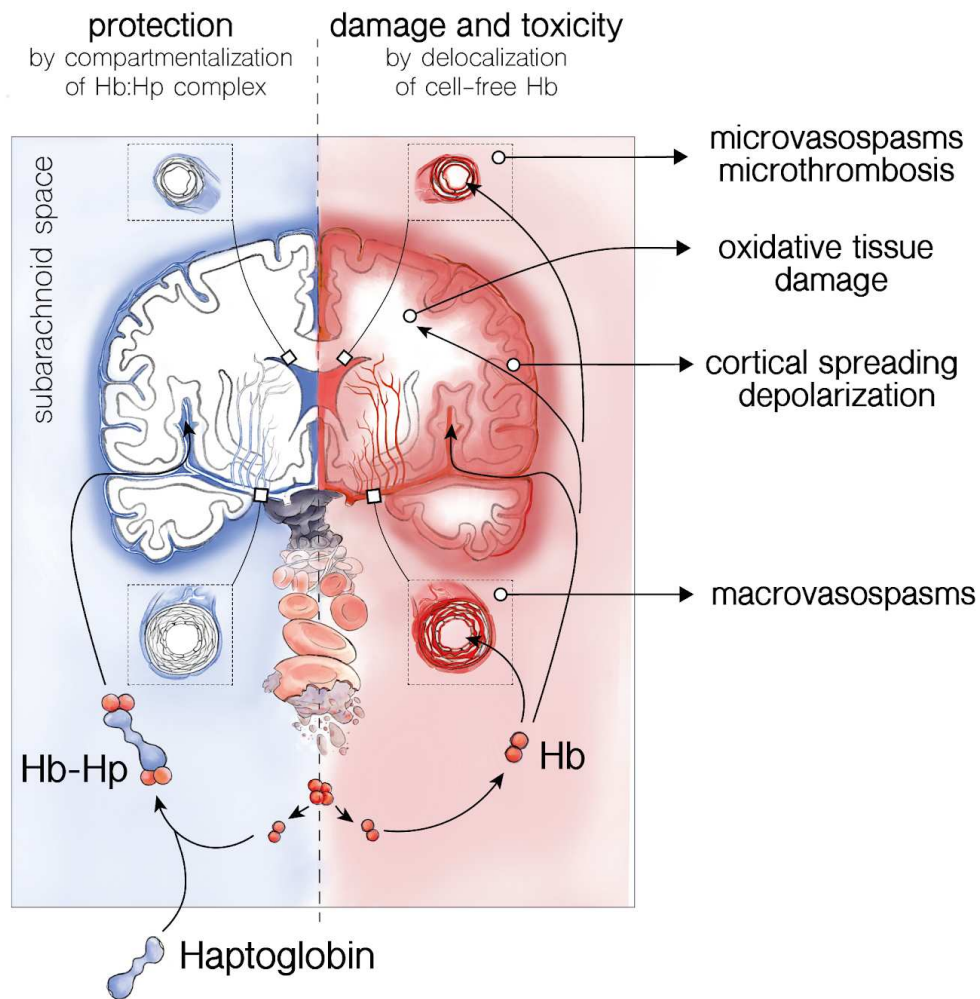 protection
by compartmentalization
of Hb:Hp complex
damage and toxicity
by delocalization
of cell-free Hb
subarachnoid space
microvasospasms
microthrombosis
oxidative tissue
damage
cortical spreading
depolarization
macrovasospasms
Hb-Hp
Hb
Haptoglobin